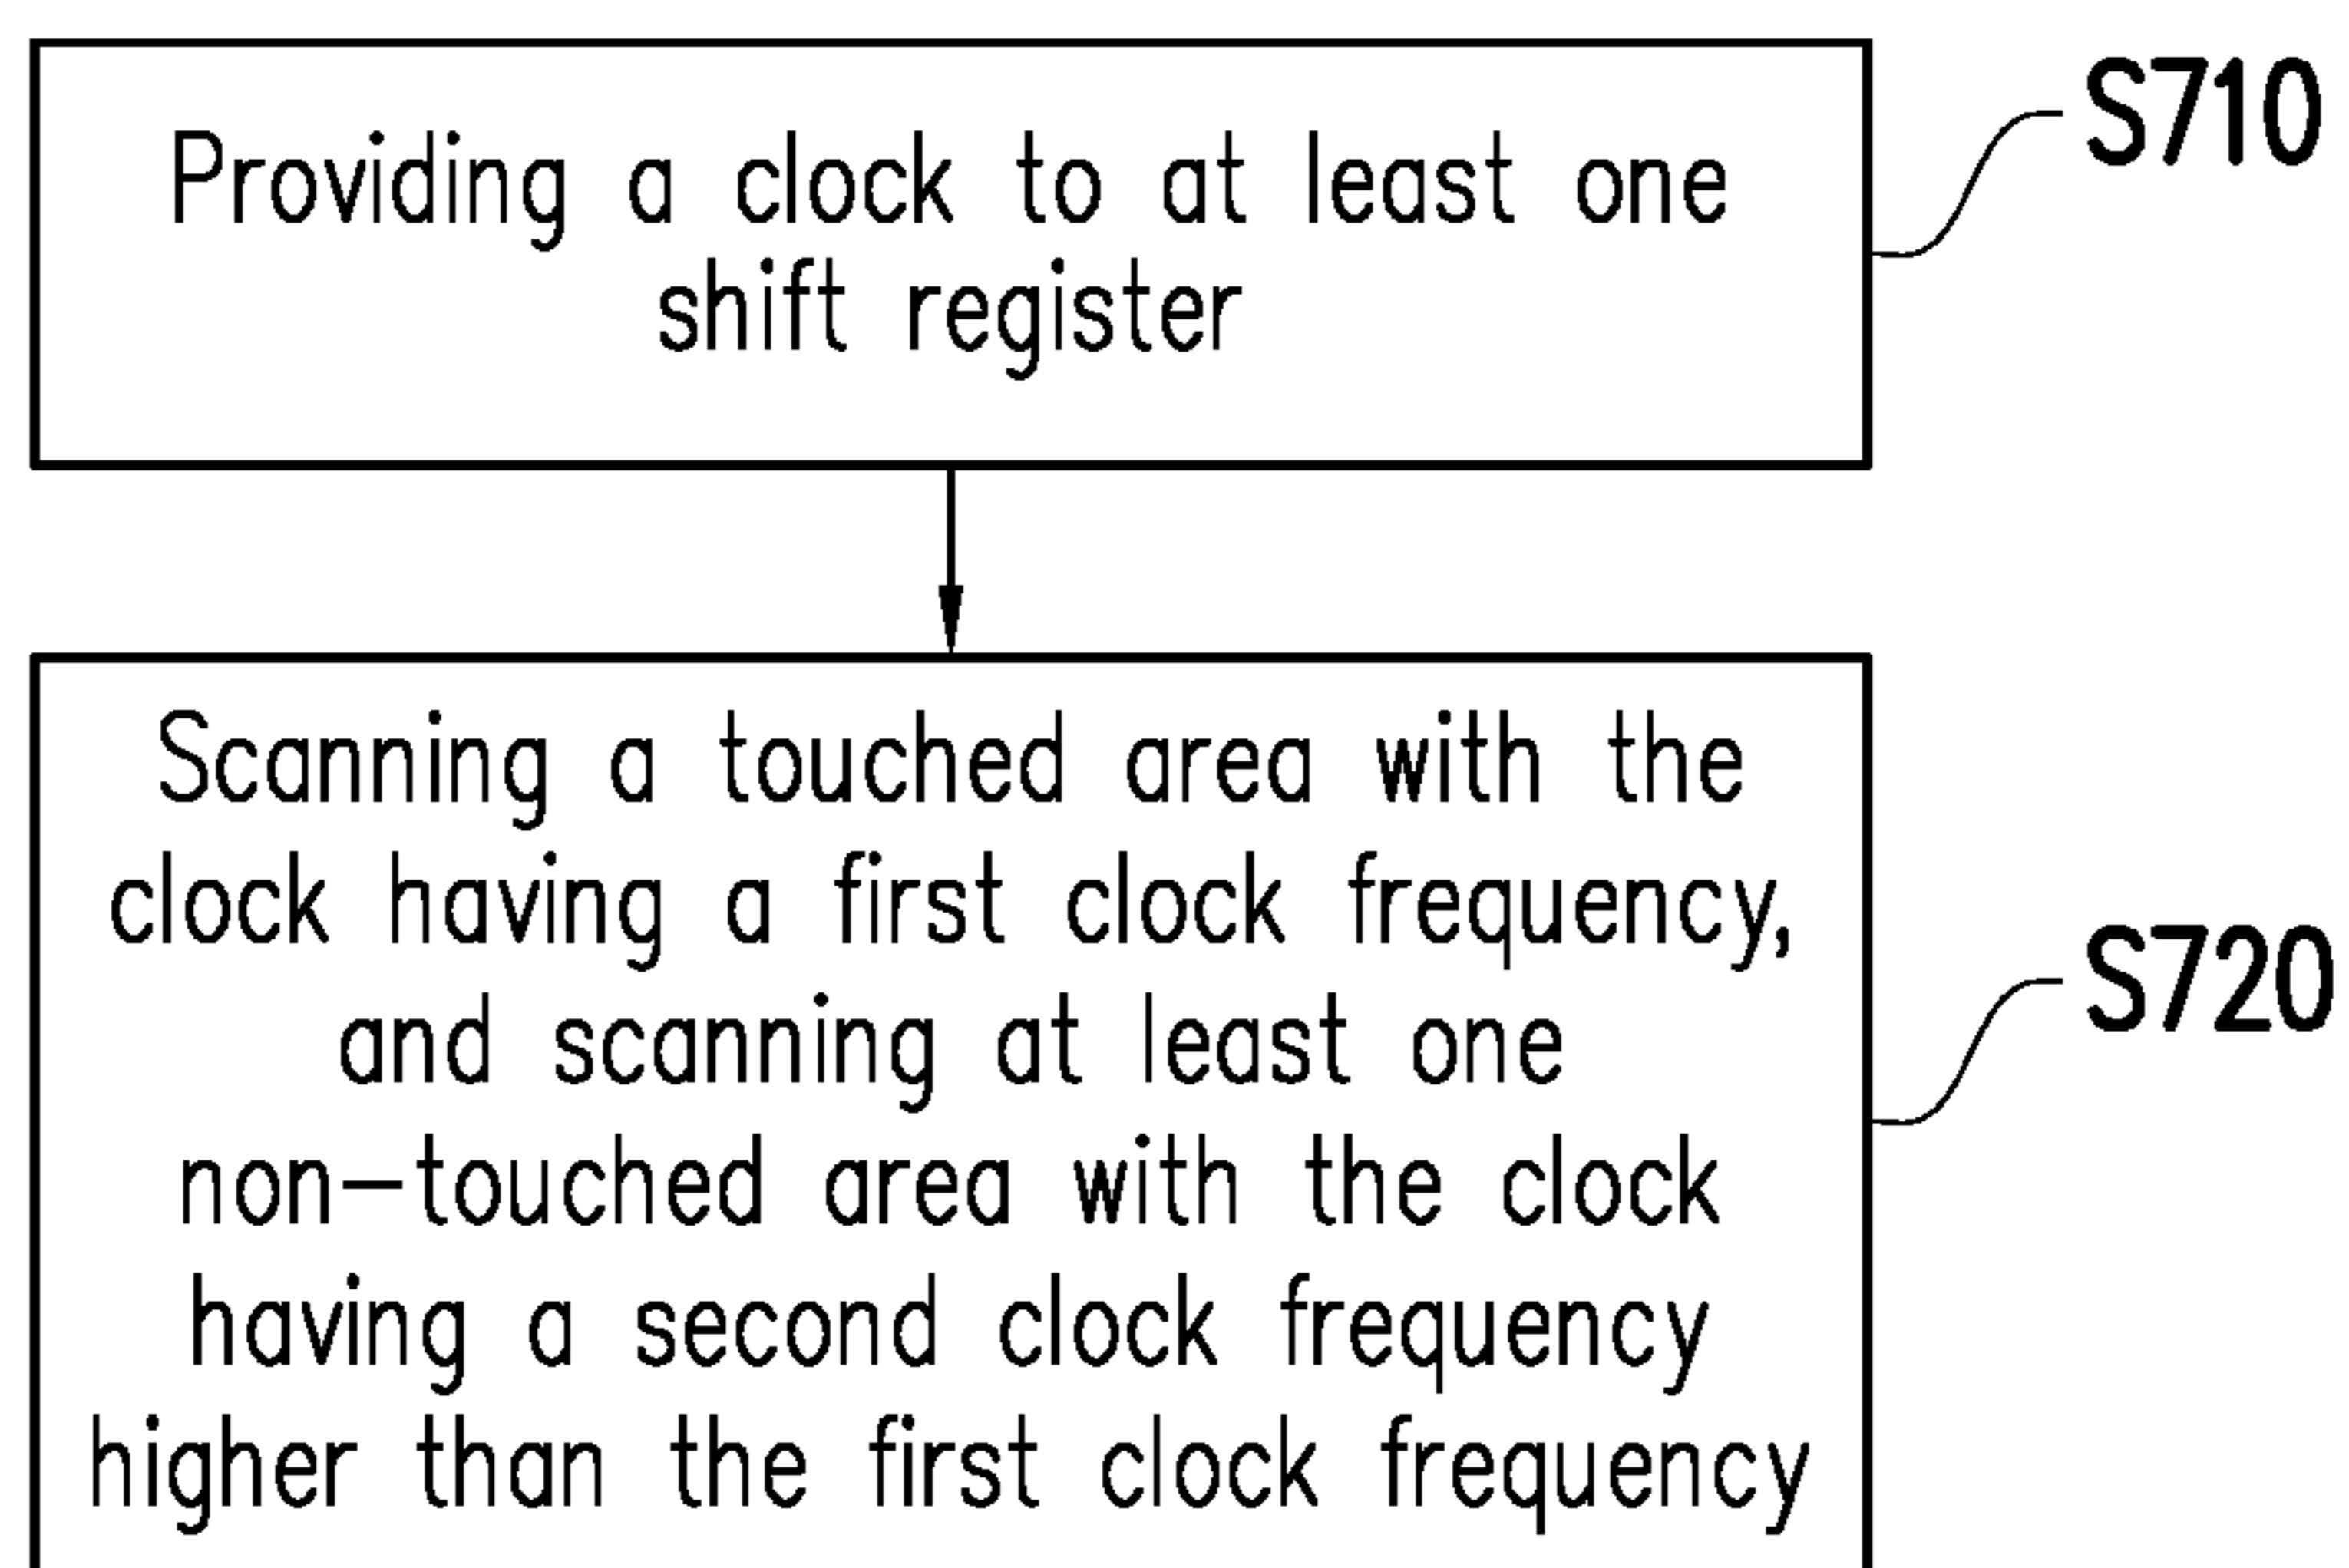 Providing a clock to at least one
shift register
S710
Scanning a touched area with the
clock having a first clock frequency,
and scanning at least one
non-touched area with the clock
having a second clock frequency
higher than the first clock frequency
S720